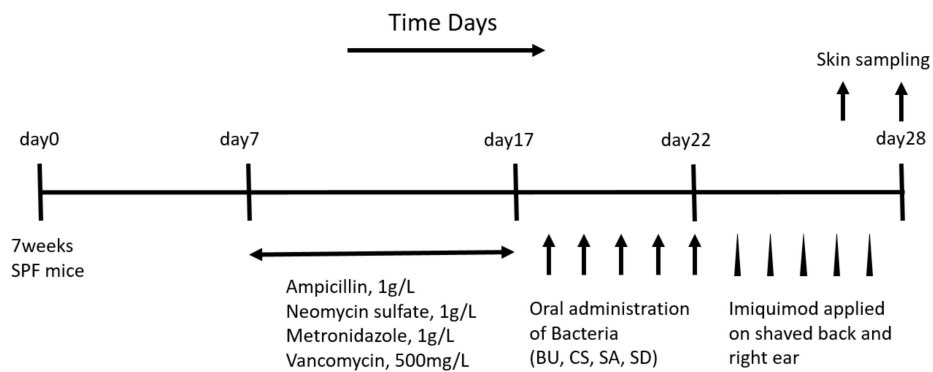 Time Days
Skin sampling
day0
day7
day17
day22
day28
7weeks
SPF mice
Ampicillin, 1g/L
Neomycin sulfate, 1g/L
Metronidazole, 1g/L
Vancomycin, 500mg/L
Oral administration
of Bacteria
(BU, CS, SA, SD)
Imiquimod applied
on shaved back and
right ear